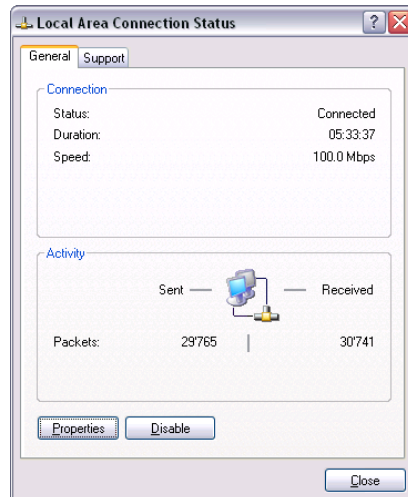 Local Area Connection Status
General Support
Connection
Status: Connected
Duration: 05:33:37
Speed: 100.0 Mbps
Activity
Sent — — Received
Packets: 29'765 | 30'741
Properties Disable
Close